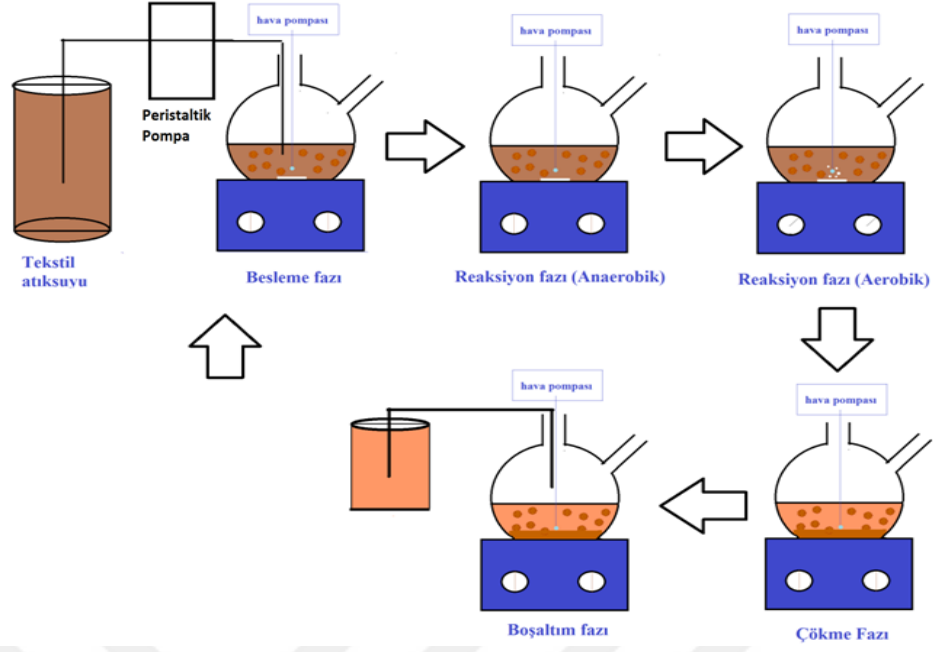 hava pompası
hava pompası
hava pompası
Peristaltik
Pompa
Tekstil
atıksuyu
Besleme fazı
Reaksiyon fazı (Anaerobik)
Reaksiyon fazı (Aerobik)
hava pompası
hava pompası
Boşaltım fazı
Çökme Fazı